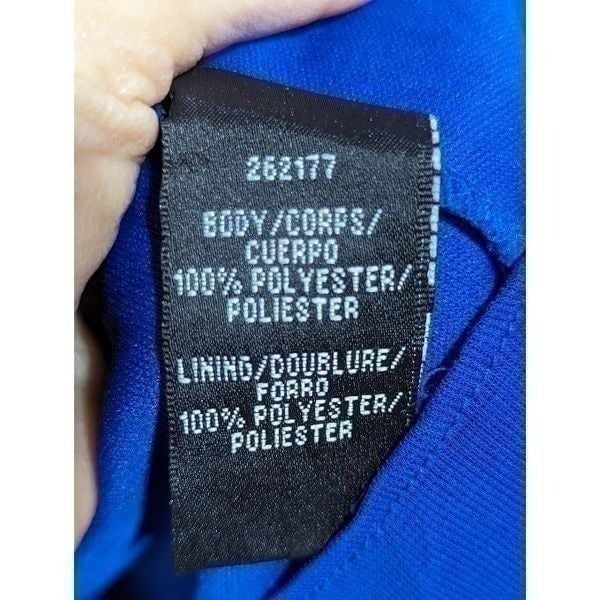 262177
BODY/CORPS/
CUERPO
100% POLYESTER/
POLIESTER
LINING/DOUBLURE/
FORRO
100% POLYESTER/
POLIESTER